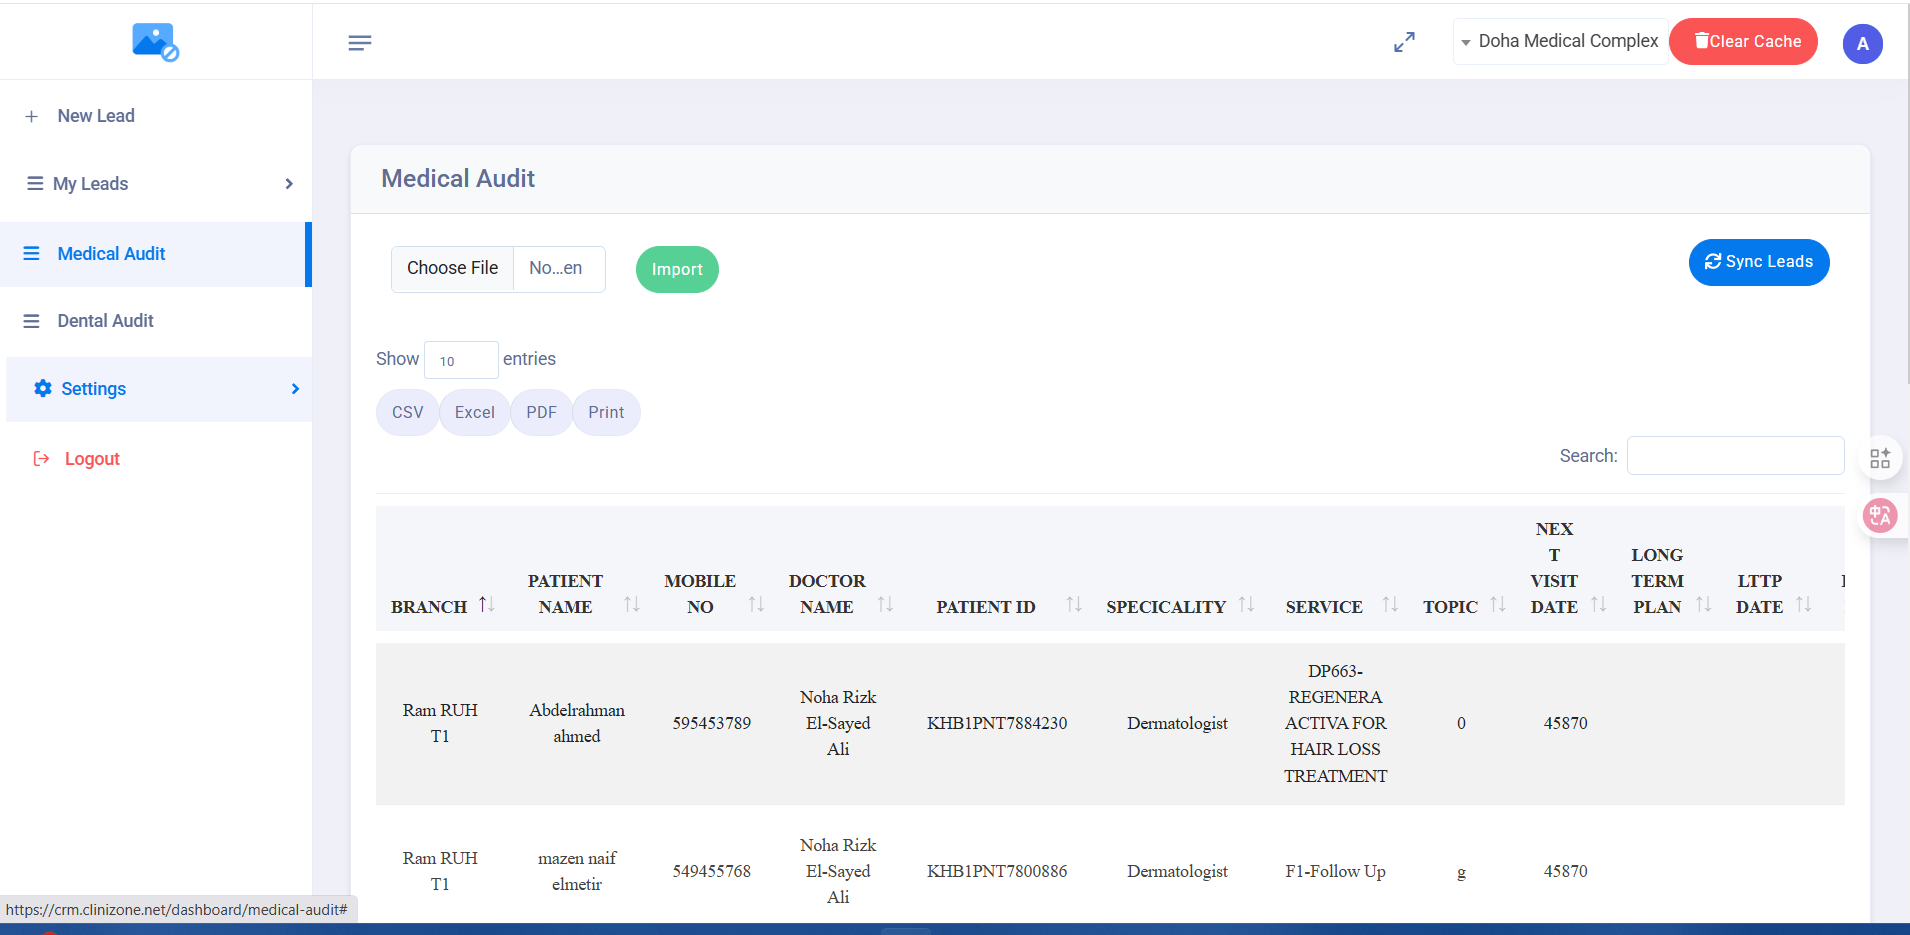 Doha Medical Complex
Clear Cache
A
New Lead
My Leads
Medical Audit
Dental Audit
Settings
Logout
Medical Audit
Choose File No...en
Import
Sync Leads
Show 10 entries
CSV Excel PDF Print
Search:
BRANCH
PATIENT
NAME
MOBILE
NO
DOCTOR
NAME
PATIENT ID
SPECICALITY
SERVICE
TOPIC
NEX
T
VISIT
DATE
LONG
TERM
PLAN
LTTP
DATE
Ram RUH
T1
Abdelrahman
ahmed
595453789
Noha Rizk
El-Sayed
Ali
KHB1PNT7884230
Dermatologist
DP663-
REGENERA
ACTIVA FOR
HAIR LOSS
TREATMENT
0
45870
Ram RUH
T1
mazen naif
elmetir
549455768
Noha Rizk
El-Sayed
Ali
KHB1PNT7800886
Dermatologist
F1-Follow Up
g
45870
https://crm.clinizone.net/dashboard/medical-audit#